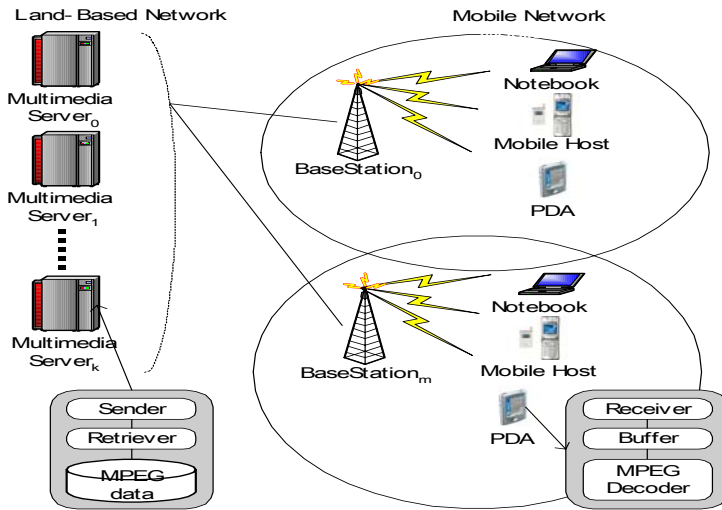 Land-Based Network
Multimedia
Server0
Multimedia
Server1
Multimedia
Serverk
Sender
Retriever
MPEG
data
Mobile Network
BaseStation0
Notebook
Mobile Host
PDA
BaseStationm
Notebook
Mobile Host
PDA
Receiver
Buffer
MPEG
Decoder